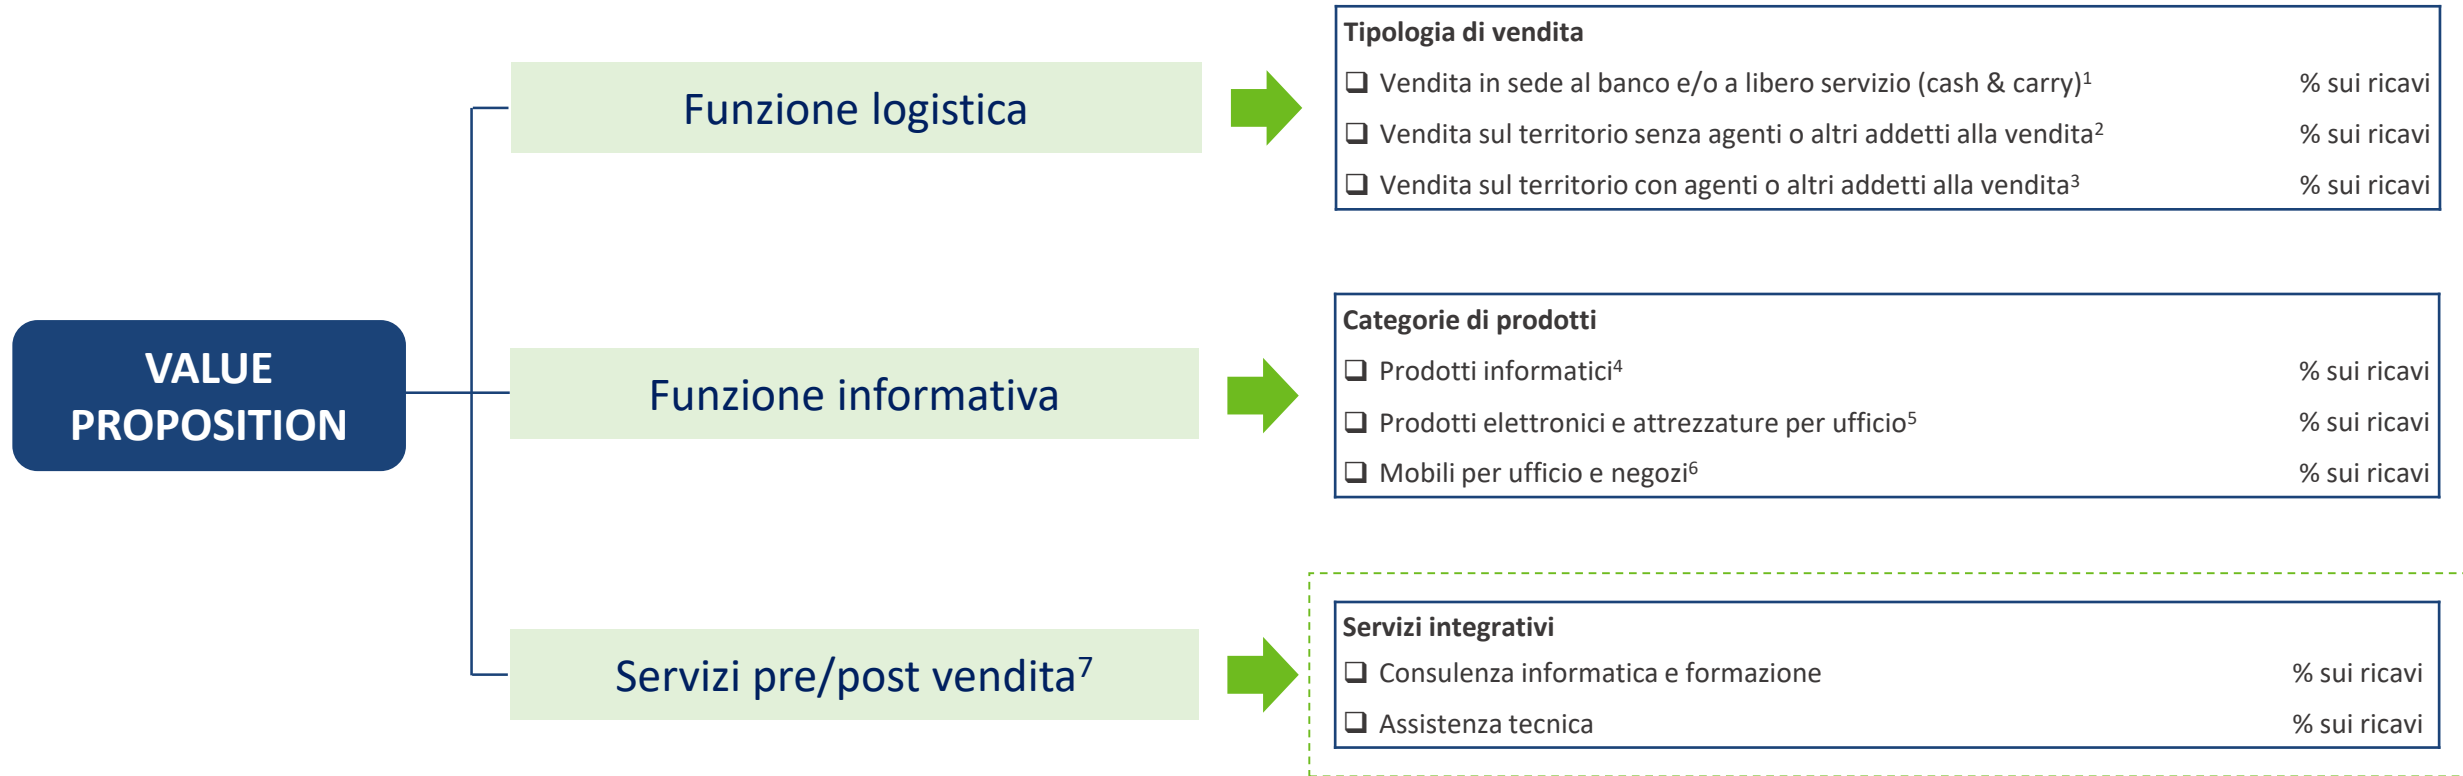 VALUE
PROPOSITION
Funzione logistica
Tipologia di vendita
❑ Vendita in sede al banco e/o a libero servizio (cash & carry)¹ % sui ricavi
❑ Vendita sul territorio senza agenti o altri addetti alla vendita² % sui ricavi
❑ Vendita sul territorio con agenti o altri addetti alla vendita³ % sui ricavi
Funzione informativa
Categorie di prodotti
❑ Prodotti informatici⁴ % sui ricavi
❑ Prodotti elettronici e attrezzature per ufficio⁵ % sui ricavi
❑ Mobili per ufficio e negozi⁶ % sui ricavi
Servizi pre/post vendita⁷
Servizi integrativi
❑ Consulenza informatica e formazione % sui ricavi
❑ Assistenza tecnica % sui ricavi